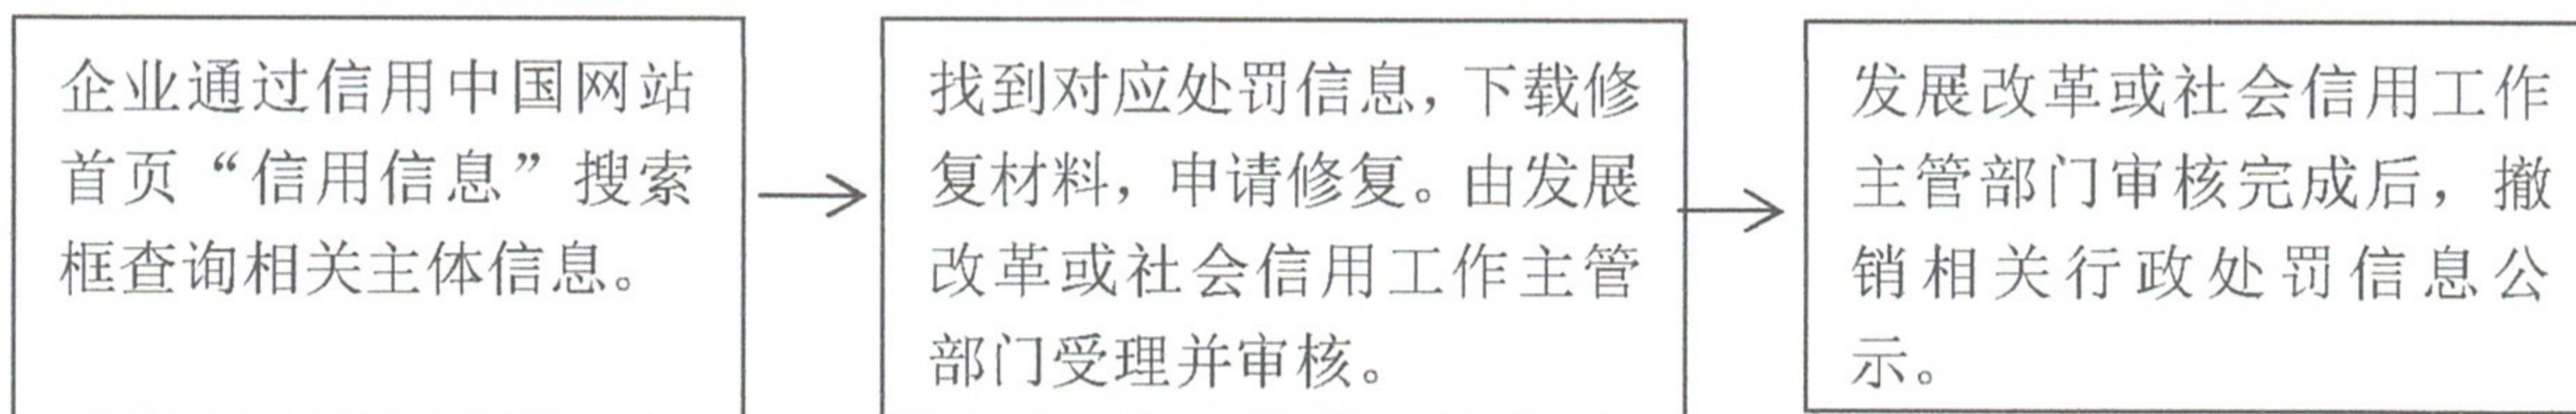 企业通过信用中国网站
首页“信用信息”搜索
框查询相关主体信息。
找到对应处罚信息，下载修
复材料，申请修复。由发展
改革或社会信用工作主管
部门受理并审核。
发展改革或社会信用工作
主管部门审核完成后，撤
销相关行政处罚信息公
示。